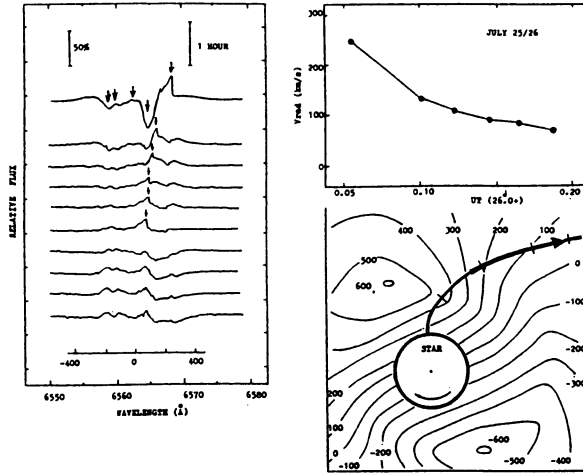 50%
1 HOUR
RELATIVE FLUX
-400 0 400
6550 6560 6570 6580
WAVELENGTH (Å)
JULY 25/26
300
200
100
0
Vrad (km/s)
0.05 0.10 0.15 0.20
UT (26.0+)
400 300 200 100
500
600
0
-100
-200
-300
STAR
200
100
0
-100
-200
-600
-500
-400